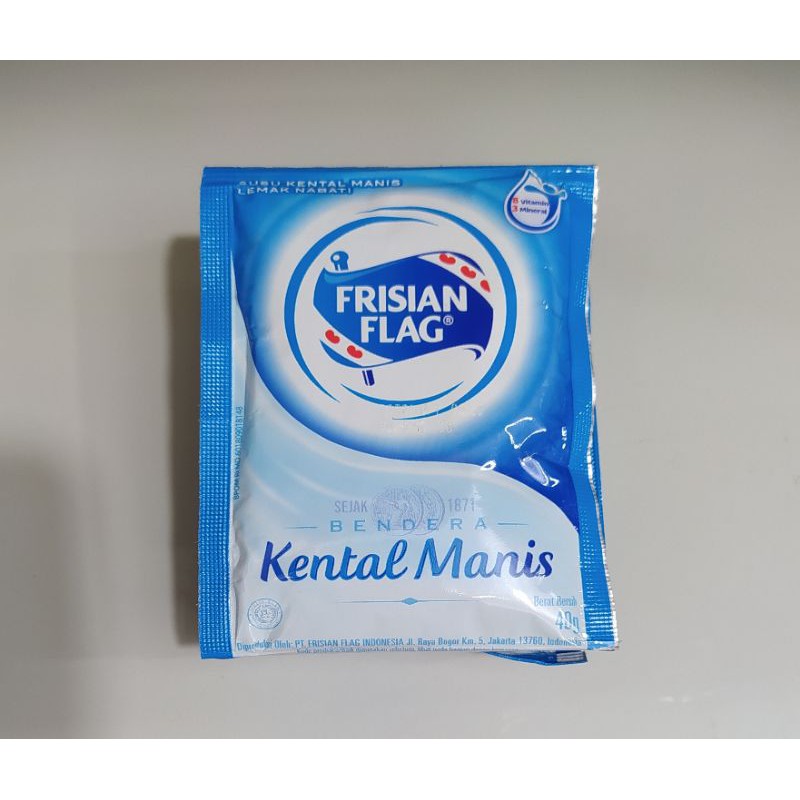 SUSU KENTAL MANIS
LEMAK NABATI
Vitamin
3 Mineral
FRISIAN
FLAG®
SEJAK 1871
BENDERA
Kental Manis
Berat Bersih
40g
Diproduksi Oleh: PT. FRISIAN FLAG INDONESIA Jl. Raya Bogor Km. 5, Jakarta 13760, Indonesia